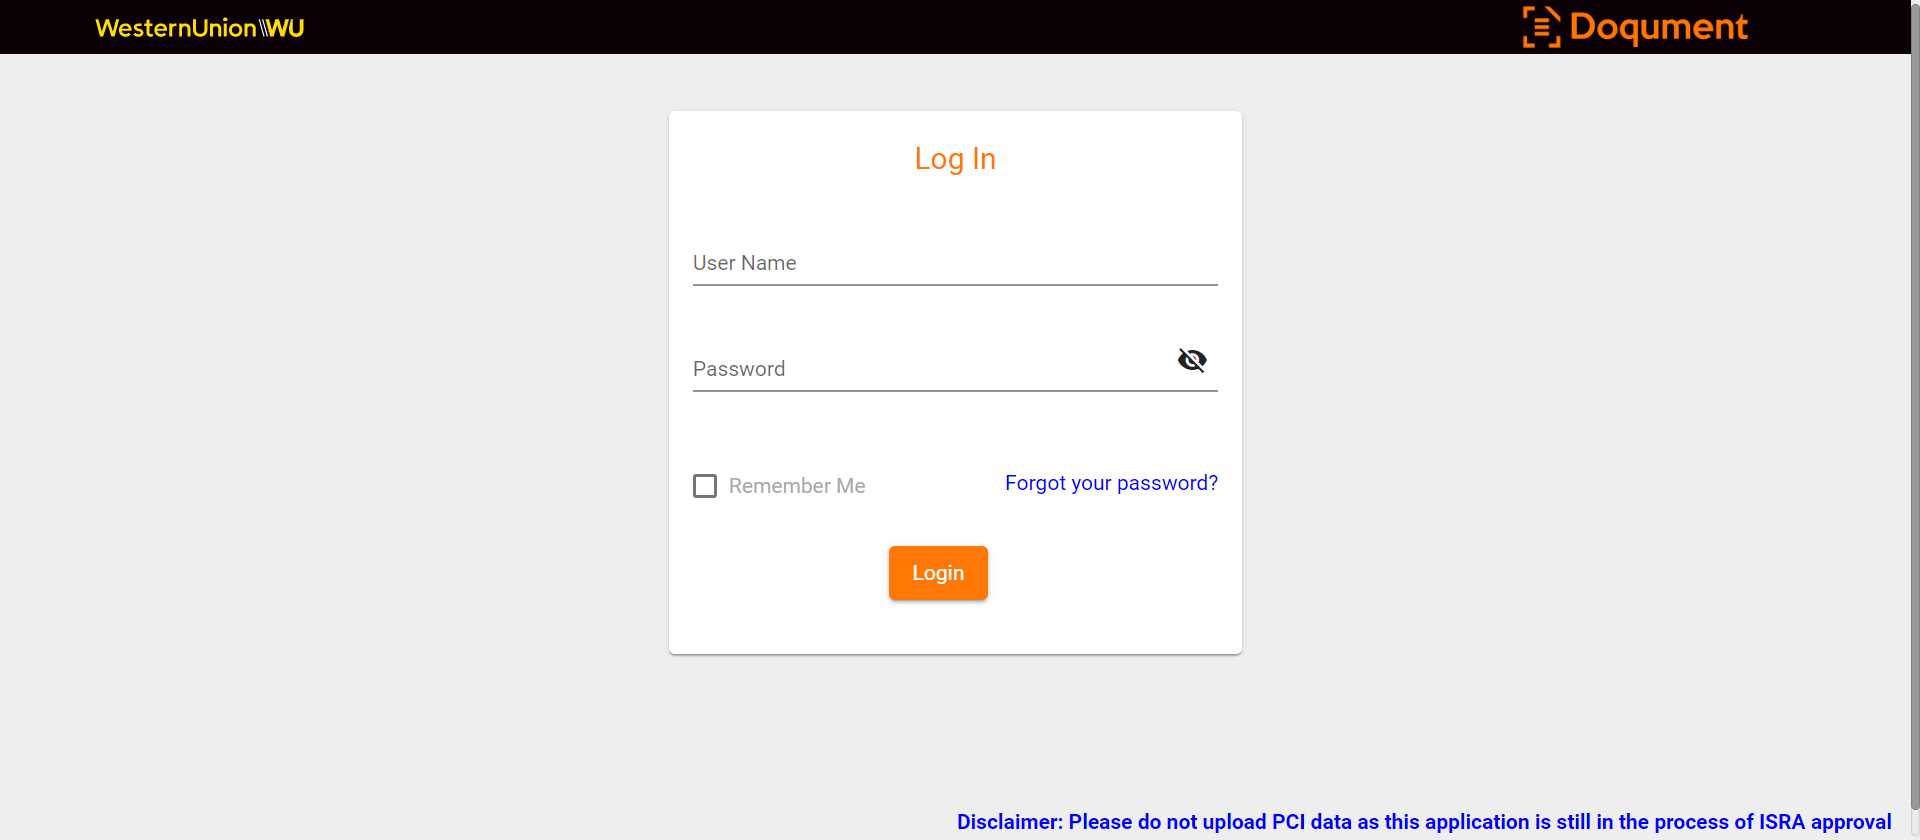 WesternUnion WU
Doqument
Log In
User Name
Password
Remember Me
Forgot your password?
Login
Disclaimer: Please do not upload PCI data as this application is still in the process of ISRA approval